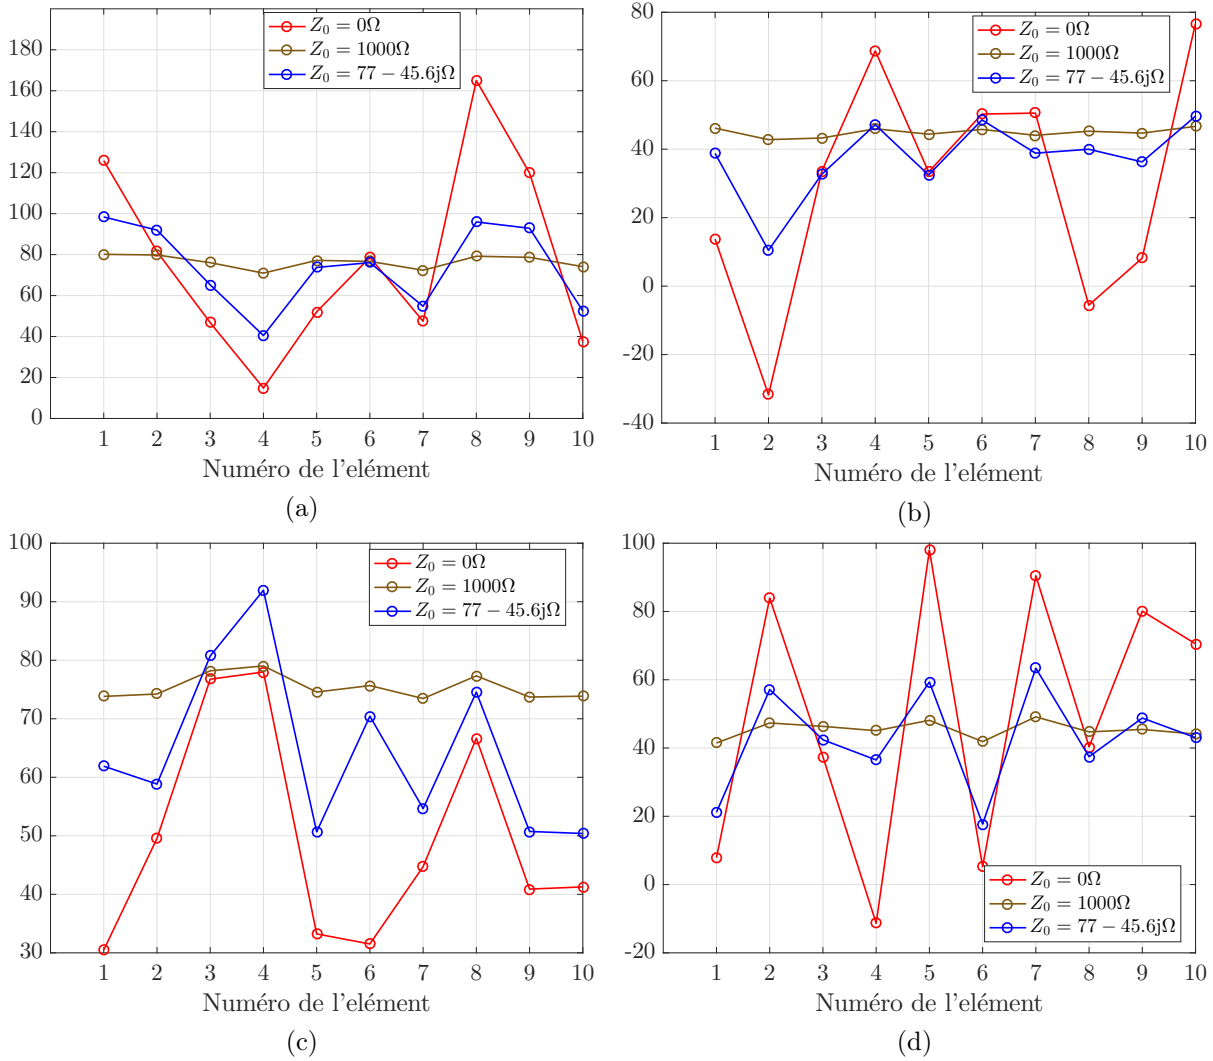 Z₀ = 0Ω
Z₀ = 1000Ω
Z₀ = 77 − 45.6jΩ
180
160
140
120
100
80
60
40
20
0
1 2 3 4 5 6 7 8 9 10
Numéro de l'elément
(a)
Z₀ = 0Ω
Z₀ = 1000Ω
Z₀ = 77 − 45.6jΩ
80
60
40
20
0
-20
-40
1 2 3 4 5 6 7 8 9 10
Numéro de l'elément
(b)
Z₀ = 0Ω
Z₀ = 1000Ω
Z₀ = 77 − 45.6jΩ
100
90
80
70
60
50
40
30
1 2 3 4 5 6 7 8 9 10
Numéro de l'elément
(c)
100
80
60
40
20
0
-20
Z₀ = 0Ω
Z₀ = 1000Ω
Z₀ = 77 − 45.6jΩ
1 2 3 4 5 6 7 8 9 10
Numéro de l'elément
(d)